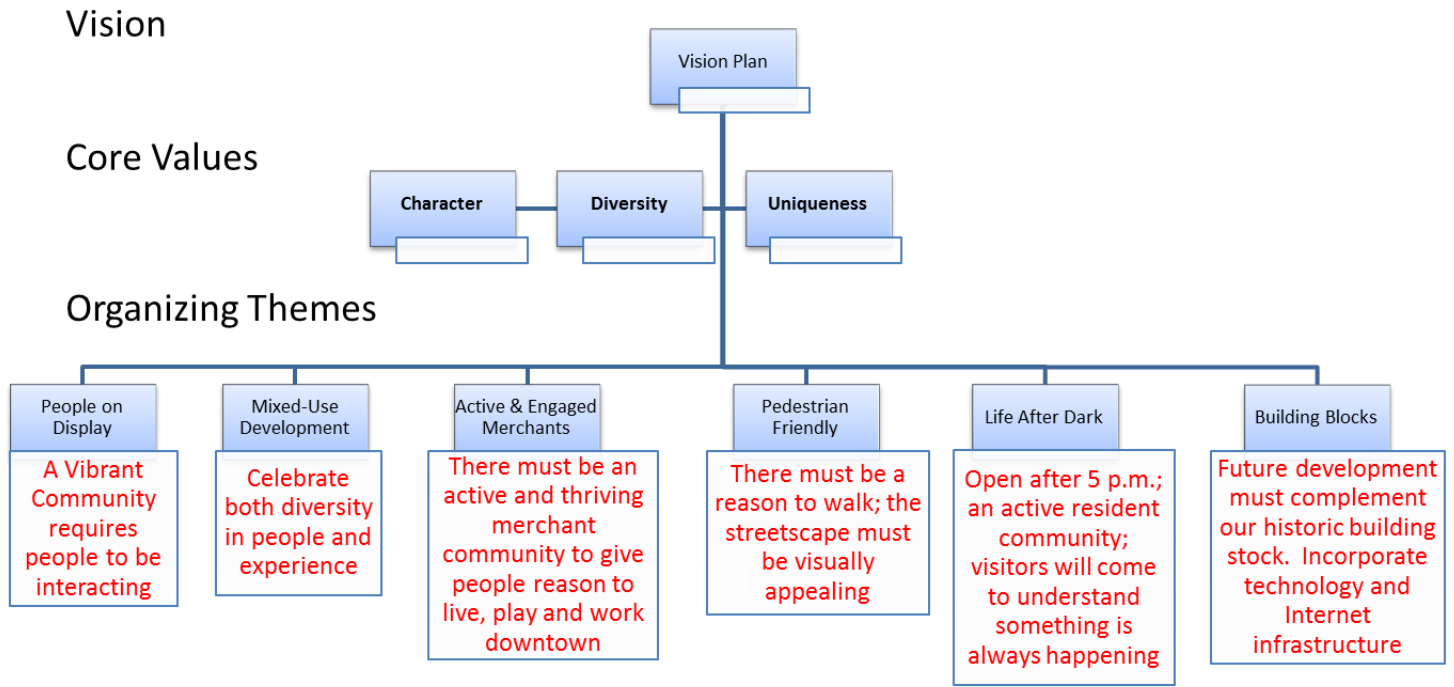 Vision
Vision Plan
Core Values
Character
Diversity
Uniqueness
Organizing Themes
People on
Display
A Vibrant
Community
requires
people to be
interacting
Mixed-Use
Development
Celebrate
both diversity
in people and
experience
Active & Engaged
Merchants
There must be an
active and thriving
merchant
community to give
people reason to
live, play and work
downtown
Pedestrian
Friendly
There must be a
reason to walk; the
streetscape must
be visually
appealing
Life After Dark
Open after 5 p.m.;
an active resident
community;
visitors will come
to understand
something is
always happening
Building Blocks
Future development
must complement
our historic building
stock.  Incorporate
technology and
Internet
infrastructure